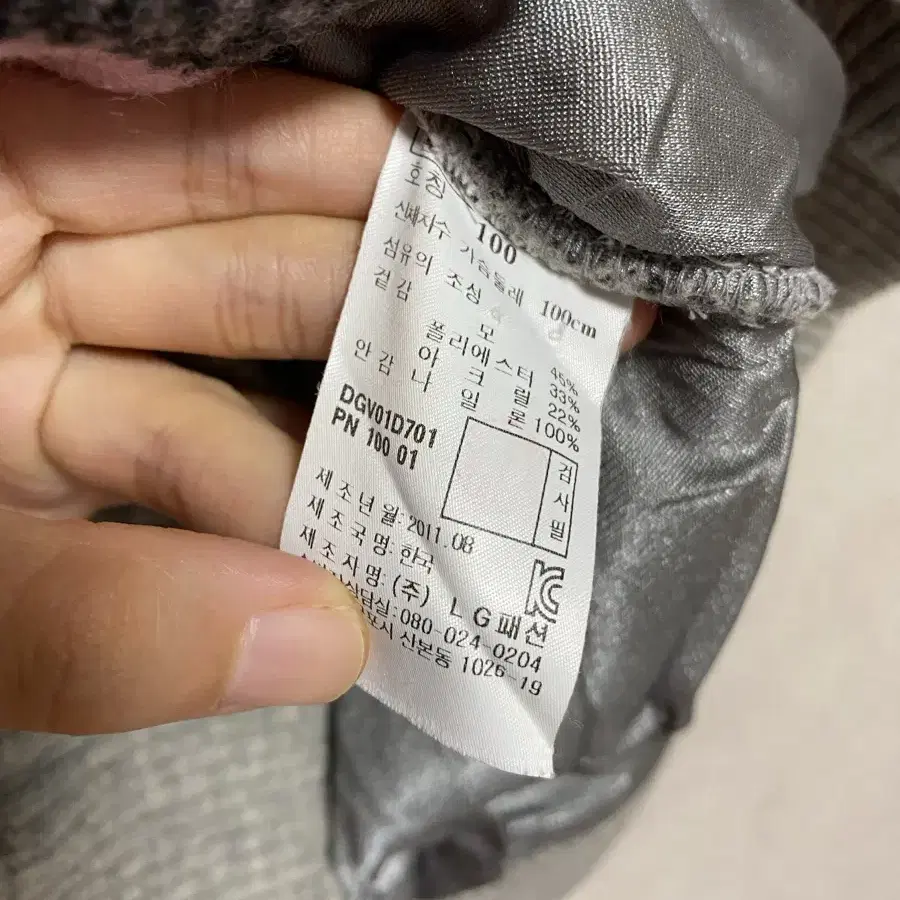 호칭 100
신체치수 가슴둘레 100cm
섬유의 조성
겉감 모 45%
폴리에스터 33%
아크릴 22%
안감 나일론 100%
DGV01D701
PN 100 01
검사필
제조년월: 2011.08
제조국명: 한국
제조자명: (주) LG패션
실: 080-024-0204
포시 산본동 1026-19